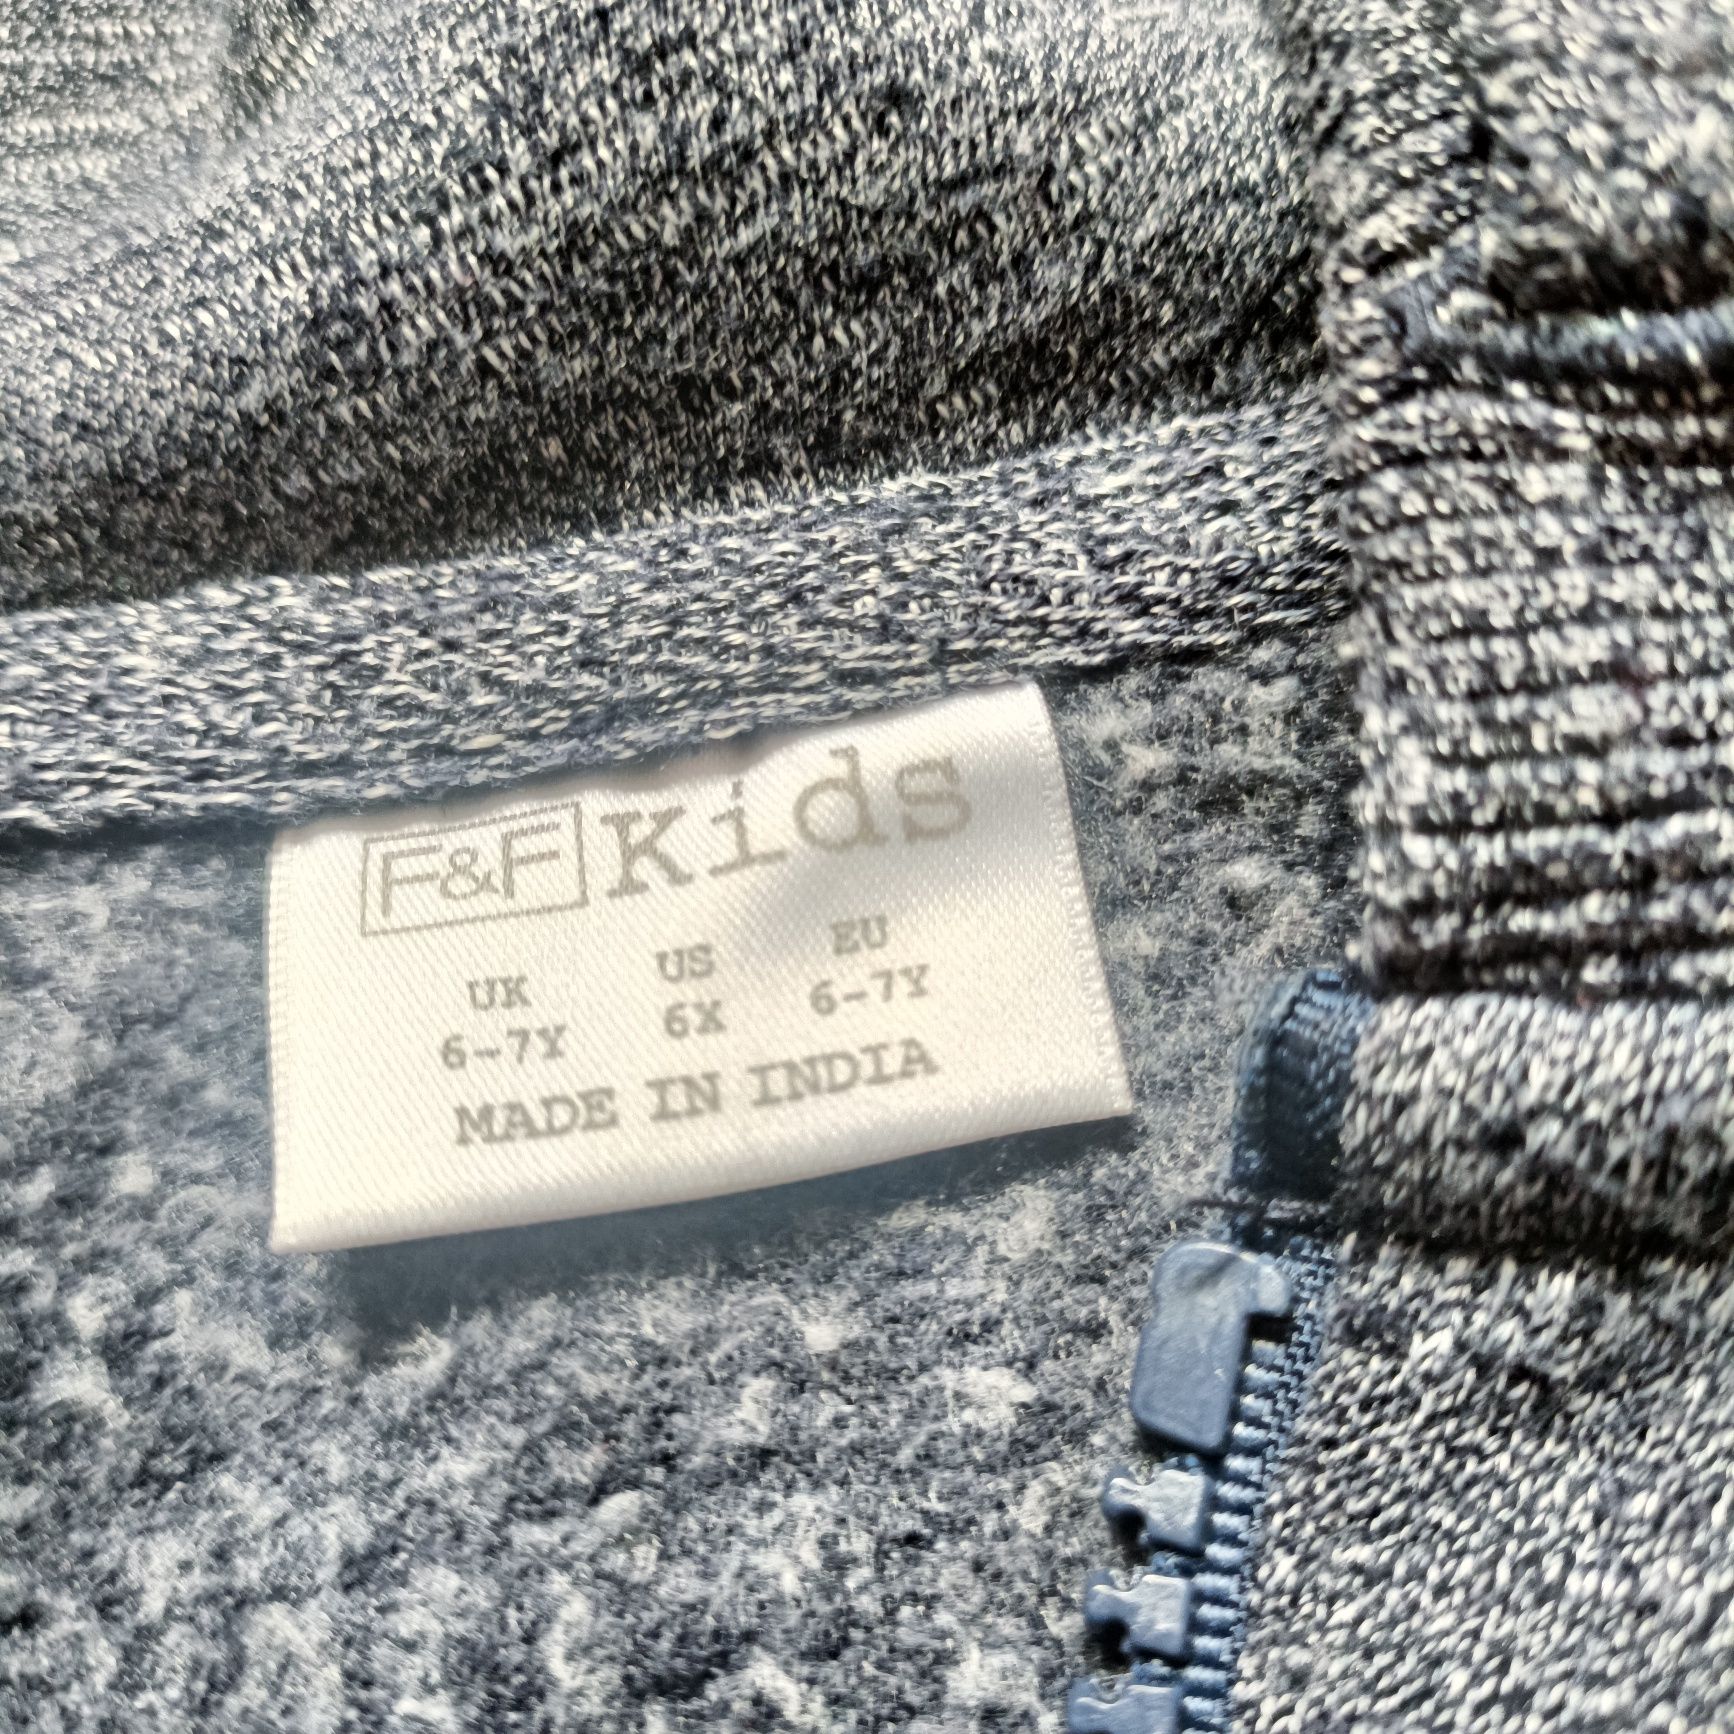 F&F Kids
UK US EU
6-7Y 6X 6-7Y
MADE IN INDIA